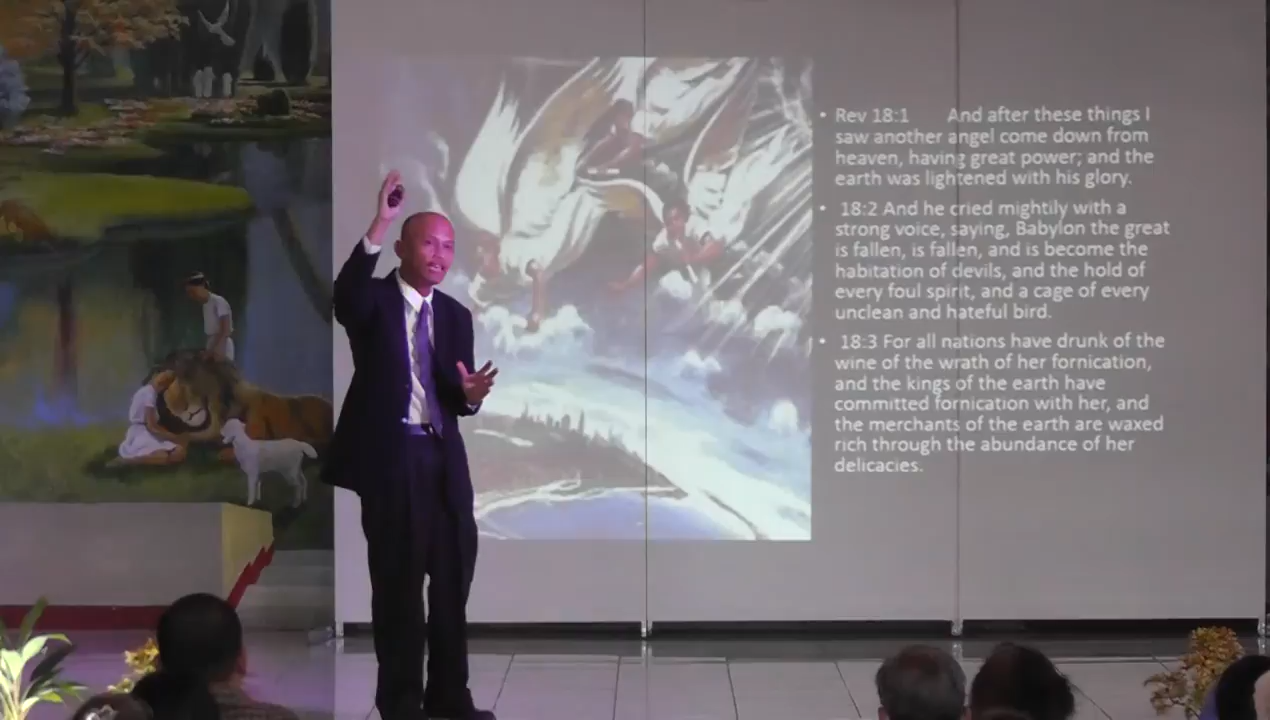 • Rev 18:1 And after these things I
saw another angel come down from
heaven, having great power; and the
earth was lightened with his glory.
• 18:2 And he cried mightily with a
strong voice, saying, Babylon the great
is fallen, is fallen, and is become the
habitation of devils, and the hold of
every foul spirit, and a cage of every
unclean and hateful bird.
• 18:3 For all nations have drunk of the
wine of the wrath of her fornication,
and the kings of the earth have
committed fornication with her, and
the merchants of the earth are waxed
rich through the abundance of her
delicacies.